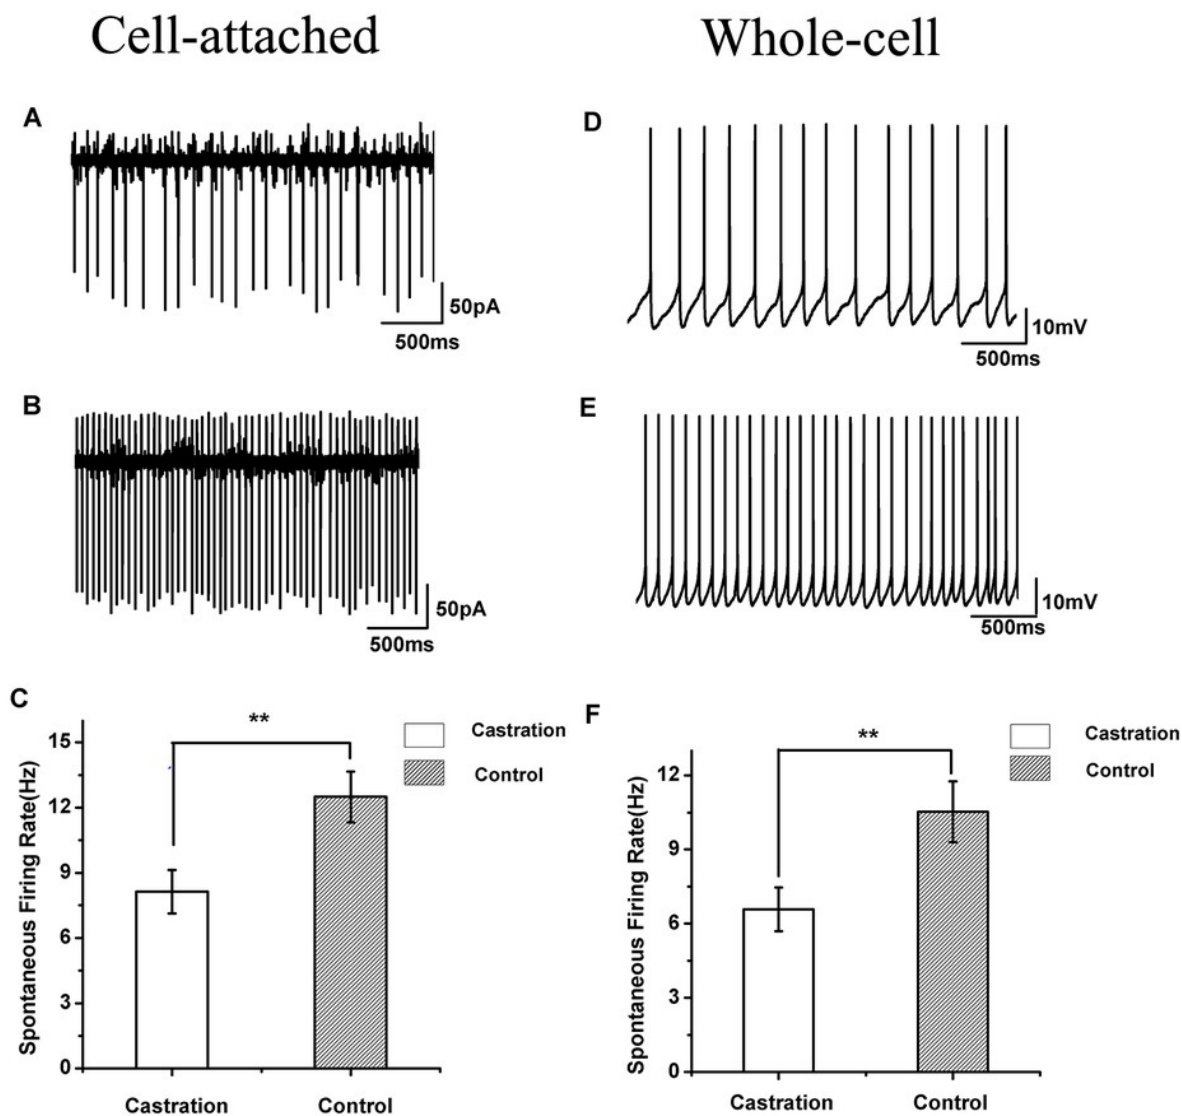 Cell-attached
Whole-cell
A
50pA
500ms
D
10mV
500ms
B
50pA
500ms
E
10mV
500ms
C
**
Castration
Control
Spontaneous Firing Rate(Hz)
15
12
9
6
3
0
Castration
Control
F
**
Castration
Control
Spontaneous Firing Rate(Hz)
12
9
6
3
0
Castration
Control